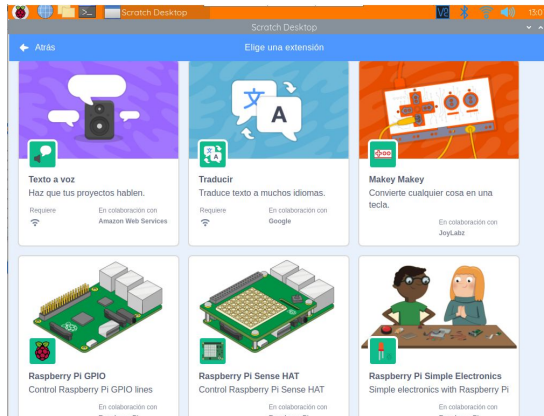 Scratch Desktop
V2
13:0
Scratch Desktop
Atrás
Elige una extensión
文
A
Texto a voz
Haz que tus proyectos hablen.
Requiere
En colaboración con
Amazon Web Services
Traducir
Traduce texto a muchos idiomas.
Requiere
En colaboración con
Google
Makey Makey
Convierte cualquier cosa en una
tecla.
En colaboración con
JoyLabz
Raspberry Pi GPIO
Control Raspberry Pi GPIO lines
En colaboración con
Raspberry Pi Sense HAT
Control Raspberry Pi Sense HAT
En colaboración con
Raspberry Pi Simple Electronics
Simple electronics with Raspberry Pi
En colaboración con